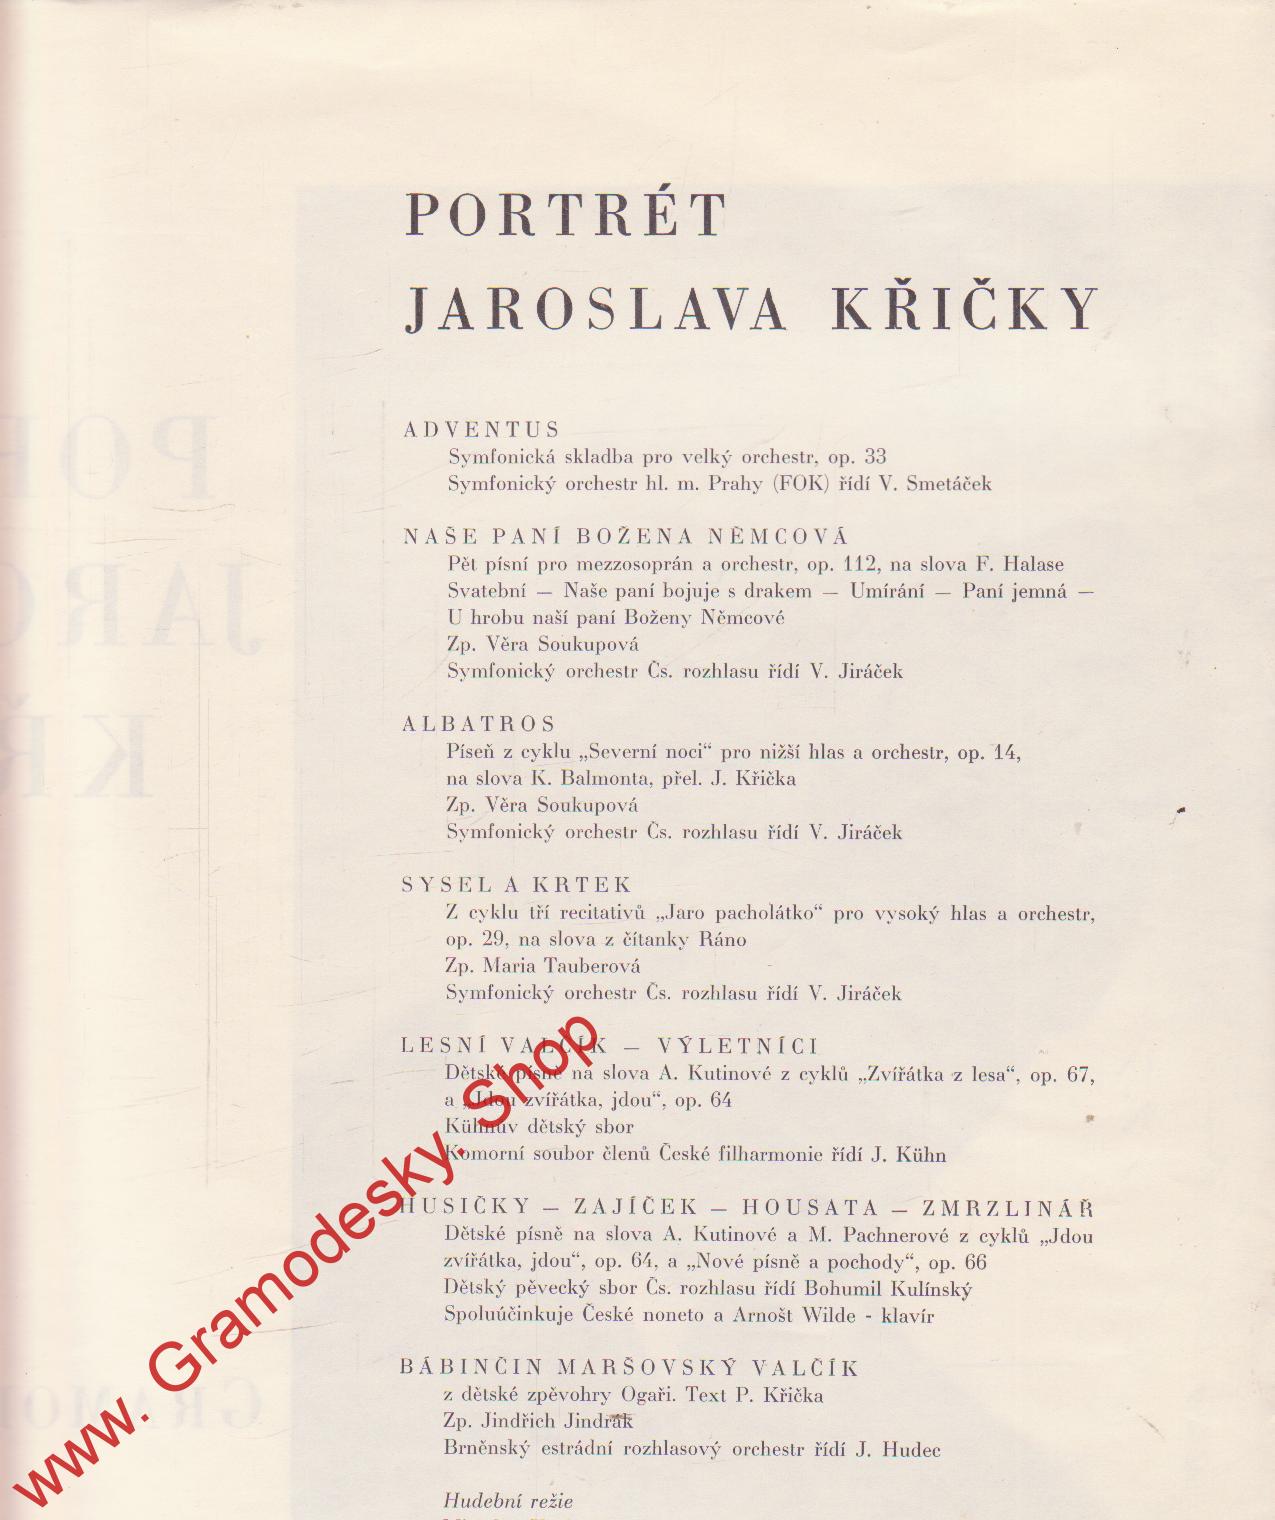 PORTRÉT
JAROSLAVA KŘIČKY
ADVENTUS
Symfonická skladba pro velký orchestr, op. 33
Symfonický orchestr hl. m. Prahy (FOK) řídí V. Smetáček
NAŠE PANÍ BOŽENA NĚMCOVÁ
Pět písní pro mezzosoprán a orchestr, op. 112, na slova F. Halase
Svatební — Naše paní bojuje s drakem — Umírání — Paní jemná —
U hrobu naší paní Boženy Němcové
Zp. Věra Soukupová
Symfonický orchestr Čs. rozhlasu řídí V. Jiráček
ALBATROS
Píseň z cyklu „Severní noci“ pro nižší hlas a orchestr, op. 14,
na slova K. Balmonta, přel. J. Křička
Zp. Věra Soukupová
Symfonický orchestr Čs. rozhlasu řídí V. Jiráček
SYSEL A KRTEK
Z cyklu tří recitativů „Jaro pacholátko“ pro vysoký hlas a orchestr,
op. 29, na slova z čítanky Ráno
Zp. Maria Tauberová
Symfonický orchestr Čs. rozhlasu řídí V. Jiráček
LESNÍ VALČÍK — VÝLETNÍCI
Dětské písně na slova A. Kutinové z cyklů „Zvířátka z lesa“, op. 67,
a „Jdou zvířátka, jdou“, op. 64
Kühnův dětský sbor
Komorní soubor členů České filharmonie řídí J. Kühn
HUSIČKY — ZAJÍČEK — HOUSATA — ZMRZLINÁŘ
Dětské písně na slova A. Kutinové a M. Pachnerové z cyklů „Jdou
zvířátka, jdou“, op. 64, a „Nové písně a pochody“, op. 66
Dětský pěvecký sbor Čs. rozhlasu řídí Bohumil Kulínský
Spoluúčinkuje České noneto a Arnošt Wilde - klavír
BÁBINČIN MARŠOVSKÝ VALČÍK
z dětské zpěvohry Ogaři. Text P. Křička
Zp. Jindřich Jindrák
Brněnský estrádní rozhlasový orchestr řídí J. Hudec
Hudební režie
www. Gramodesky. Shop